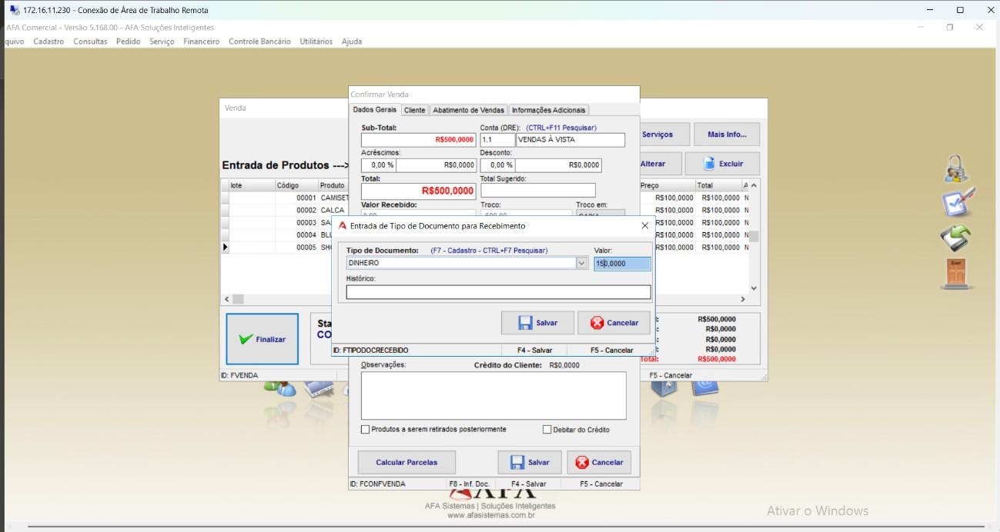 172.16.11.230 - Conexão de Área de Trabalho Remota
AFA Comercial - Versão 5.168.00 - AFA Soluções Inteligentes
quivo Cadastro Consultas Pedido Serviço Financeiro Controle Bancário Utilitários Ajuda
Venda
Confirmar Venda
Dados Gerais Cliente Abatimento de Vendas Informações Adicionais
Sub-Total: Conta (DRE): (CTRL+F11 Pesquisar)
R$500,0000 1.1 VENDAS À VISTA
Serviços Mais Info...
Acréscimos: Desconto:
0,00 % R$0,0000 0,00 % R$0,0000
Entrada de Produtos --->
Alterar Excluir
Total: Total Sugerido:
R$500,0000
lote Código Produto Preço Total A
Valor Recebido: Troco: Troco em:
00001 CAMISET R$100,0000 R$100,0000 N
00002 CALCA R$100,0000 R$100,0000 N
00003 SA R$100,0000 R$100,0000 N
00004 BLU R$100,0000 R$100,0000 N
00005 SHO R$100,0000 R$100,0000 N
Entrada de Tipo de Documento para Recebimento
Tipo de Documento: (F7 - Cadastro - CTRL+F7 Pesquisar) Valor:
DINHEIRO 150,0000
Histórico:
Salvar Cancelar
ID: FTIPODOCRECEBIDO F4 - Salvar F5 - Cancelar
Finalizar
Sta
CO
R$500,0000
R$0,0000
R$0,0000
R$0,0000
Total: R$500,0000
ID: FVENDA F5 - Cancelar
Observações: Crédito do Cliente: R$0,0000
Produtos a serem retirados posteriormente Debitar do Crédito
Calcular Parcelas Salvar Cancelar
ID: FCONFVENDA F8 - Inf. Doc. F4 - Salvar F5 - Cancelar
Sair
AFA
AFA Sistemas | Soluções Inteligentes
www.afasistemas.com.br
Ativar o Windows